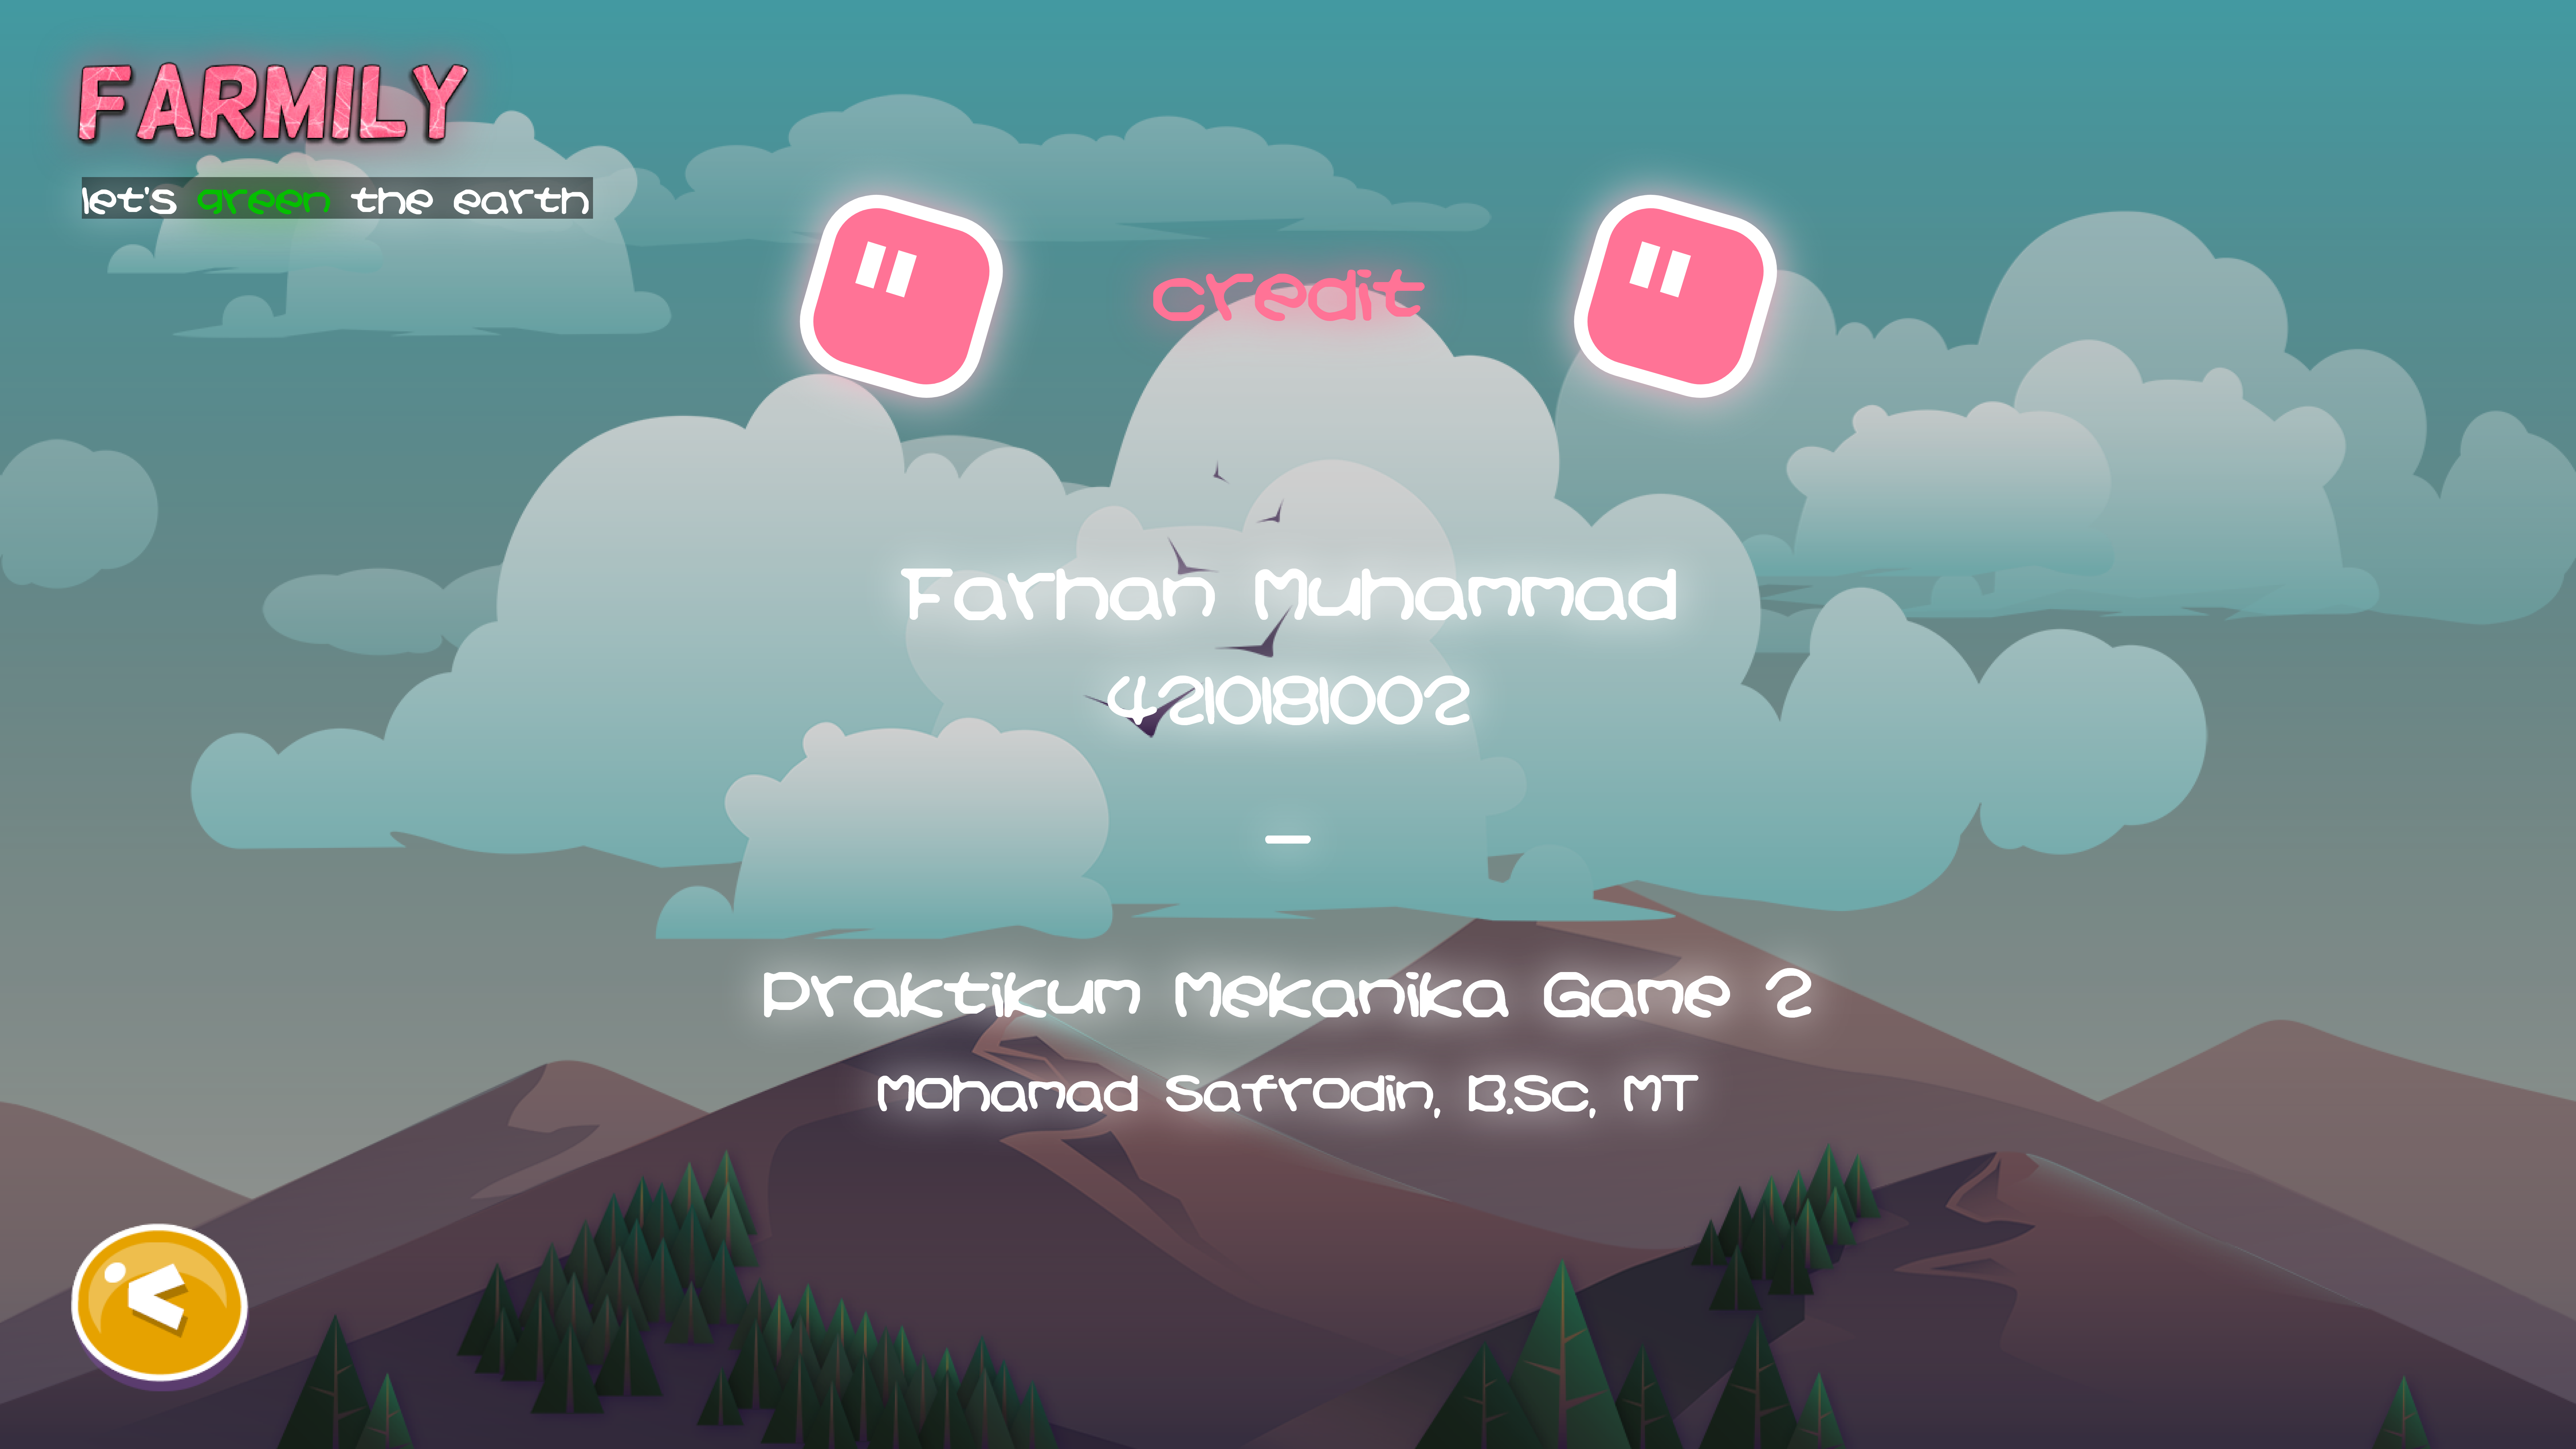 FARMILY
let's green the earth
credit
Farhan Muhammad
4210181002
-
Praktikum Mekanika Game 2
Mohamad Safrodin, B.Sc, MT
<